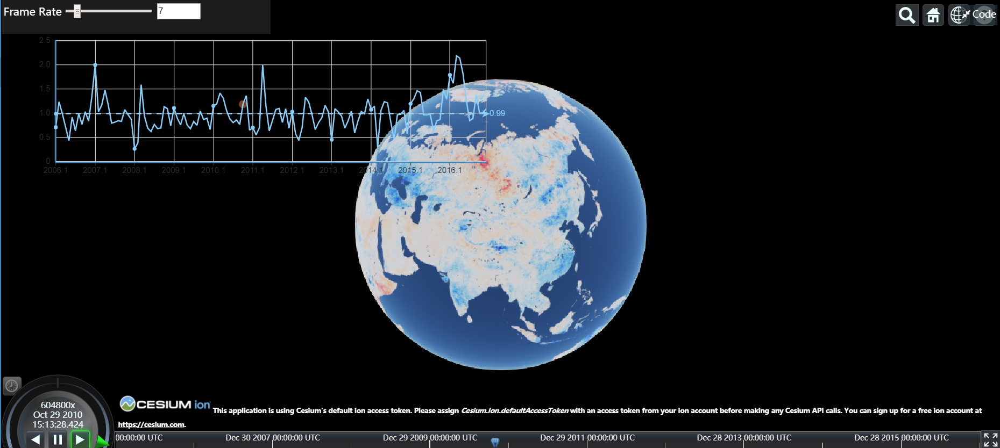 Frame Rate 7
Code
2.5
2.0
1.5
1.0
0.5
0
0.99
2006.1 2007.1 2008.1 2009.1 2010.1 2011.1 2012.1 2013.1 2014.1 2015.1 2016.1
604800x
Oct 29 2010
15:13:28.424
CESIUM ion This application is using Cesium's default ion access token. Please assign Cesium.Ion.defaultAccessToken with an access token from your ion account before making any Cesium API calls. You can sign up for a free ion account at
https://cesium.com.
00:00:00 UTC Dec 30 2007 00:00:00 UTC Dec 29 2009 00:00:00 UTC Dec 29 2011 00:00:00 UTC Dec 28 2013 00:00:00 UTC Dec 28 2015 00:00:00 UTC